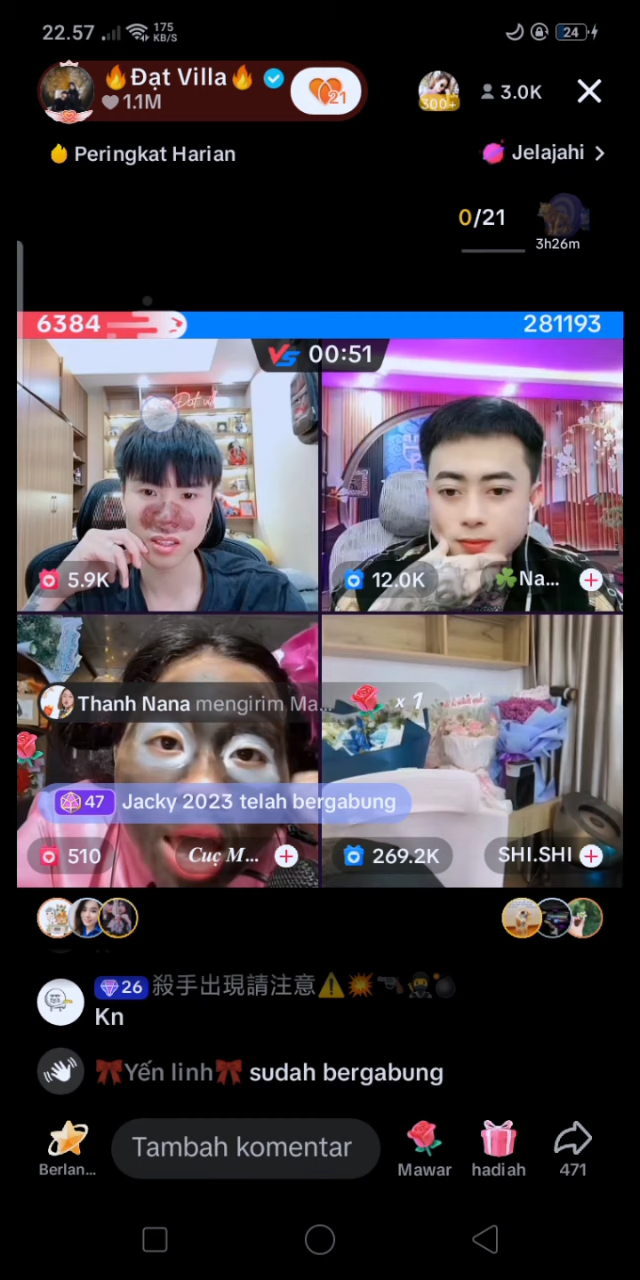 22.57
175
KB/S
24
🔥Đạt Villa🔥
1.1M
21
300+
3.0K
Peringkat Harian
Jelajahi
0/21
3h26m
6384
281193
VS 00:51
5.9K
12.0K
☘️Na...
Thanh Nana mengirim Ma...
x 1
47 Jacky 2023 telah bergabung
510
Cuç M...
269.2K
SHI.SHI
26 殺手出現請注意⚠️💥🔫🥷💣
Kn
🎀Yến linh🎀 sudah bergabung
Tambah komentar
Berlan...
Mawar
hadiah
471